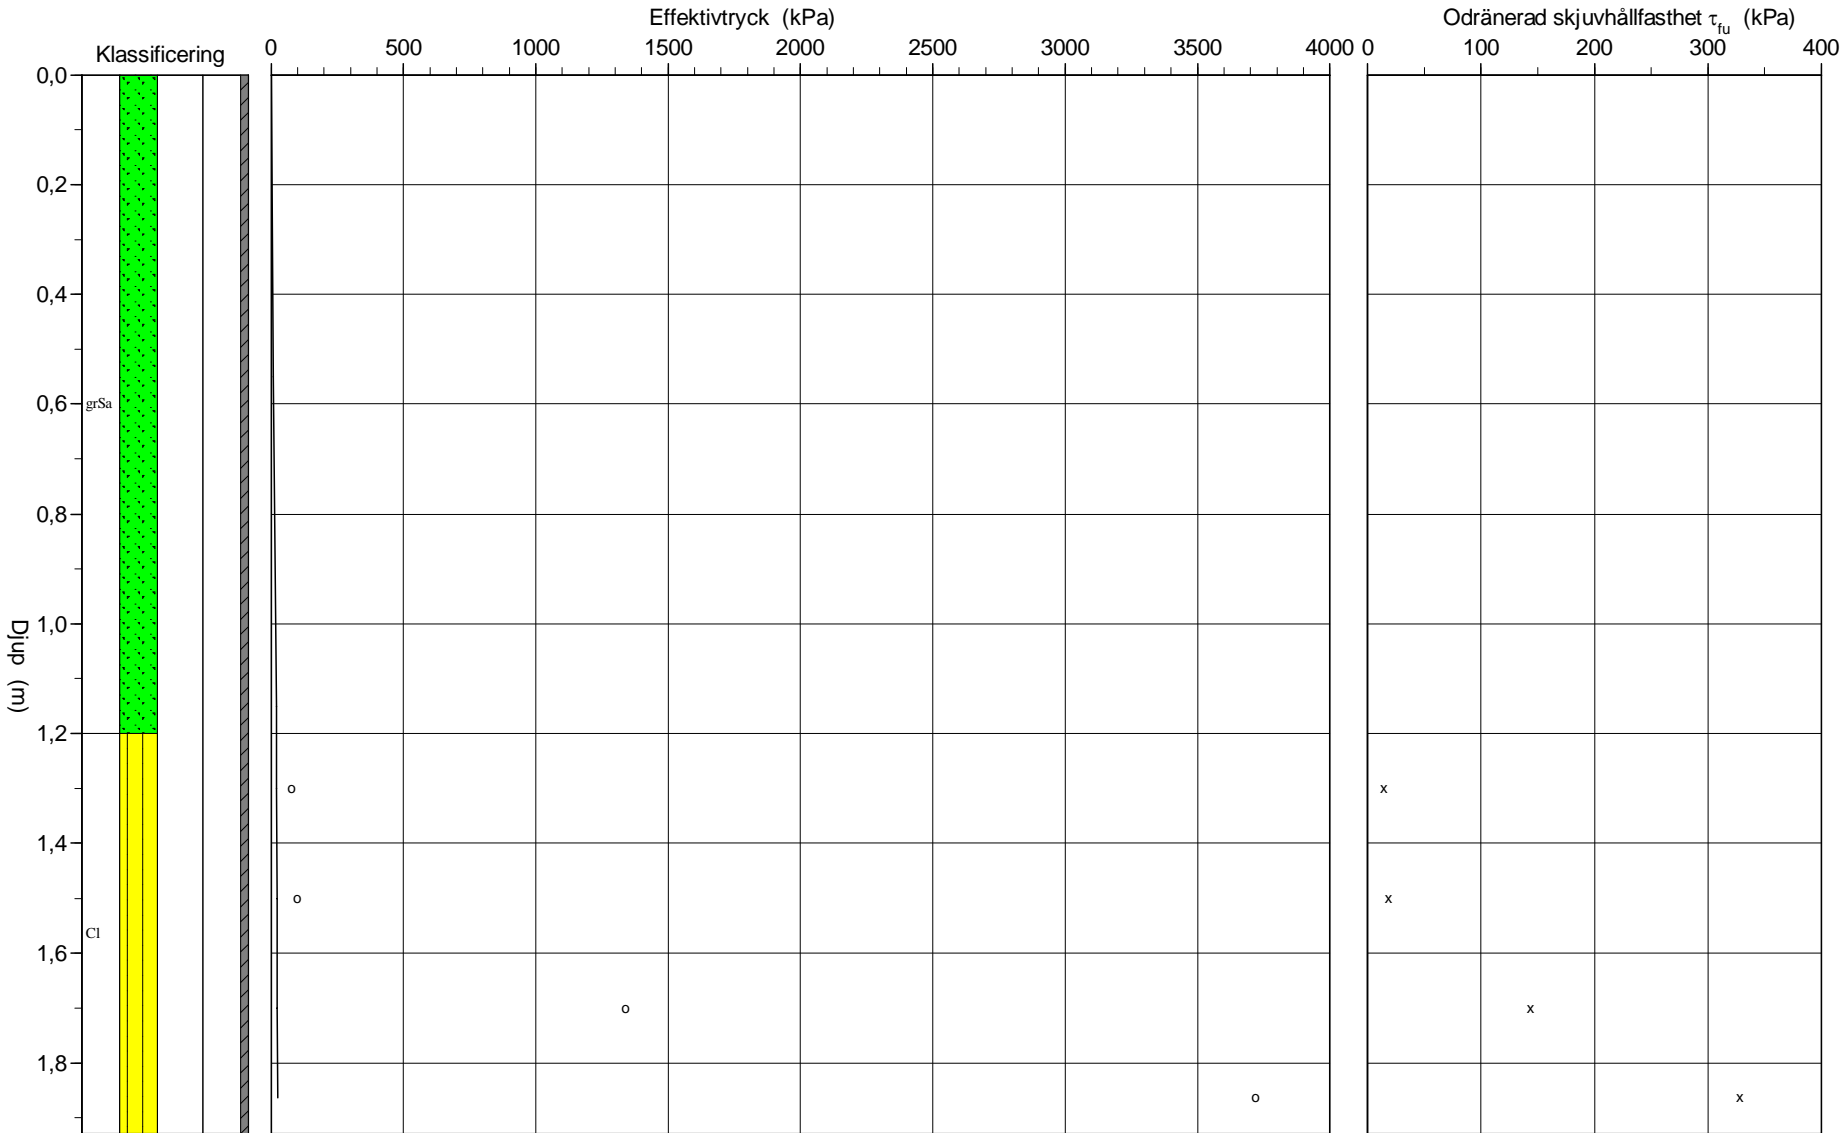 Effektivtryck (kPa)
Odränerad skjuvhållfasthet τfu (kPa)
Klassificering
0 500 1000 1500 2000 2500 3000 3500 4000
0 100 200 300 400
0,0
0,2
0,4
0,6
grSa
0,8
1,0
Djup (m)
1,2
o x
1,4
o x
Cl
1,6
o x
1,8
o x